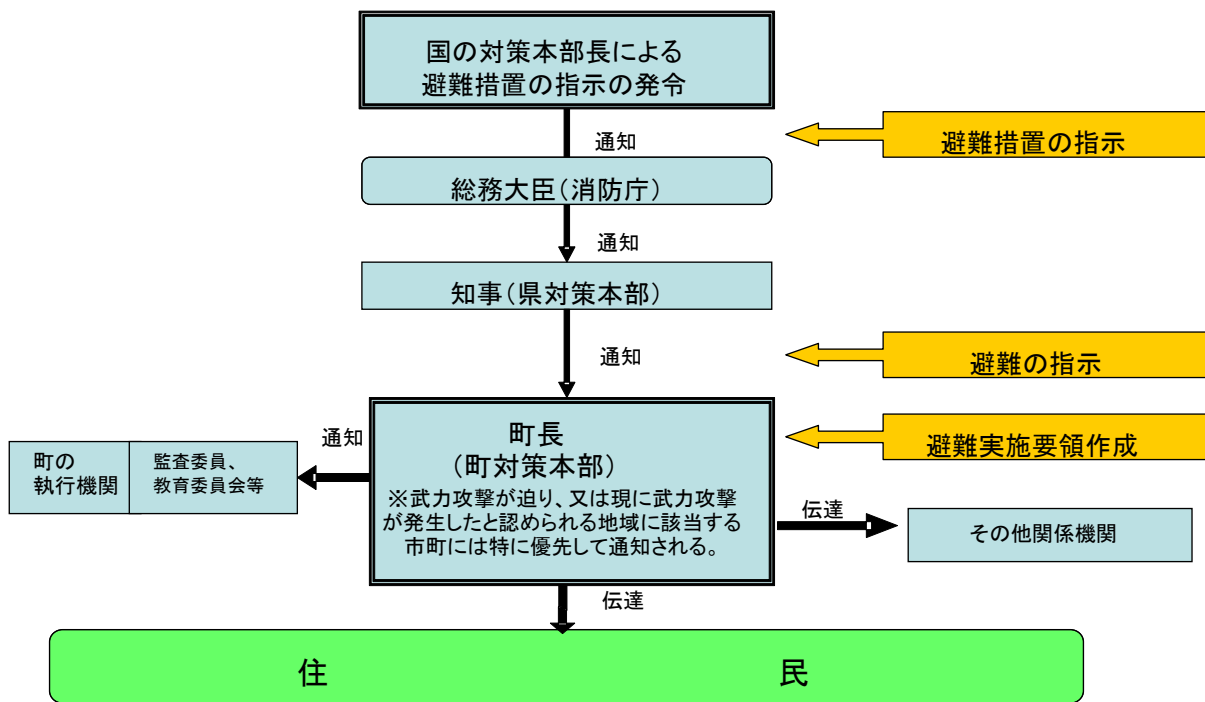 国の対策本部長による
避難措置の指示の発令
通知
避難措置の指示
総務大臣(消防庁)
通知
知事(県対策本部)
通知
避難の指示
町長
(町対策本部)
※武力攻撃が迫り、又は現に武力攻撃
が発生したと認められる地域に該当する
市町には特に優先して通知される。
避難実施要領作成
通知
町の
執行機関
監査委員、
教育委員会等
伝達
その他関係機関
伝達
住 民